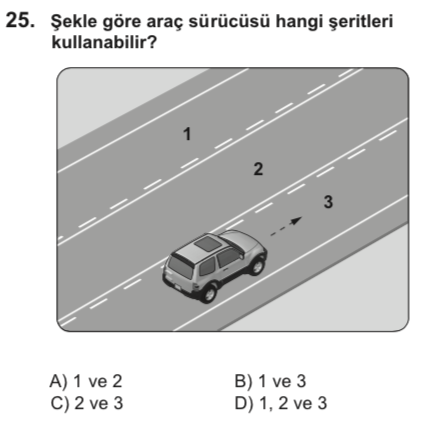 25. Şekle göre araç sürücüsü hangi şeritleri
kullanabilir?
1
2
3
A) 1 ve 2
B) 1 ve 3
C) 2 ve 3
D) 1, 2 ve 3